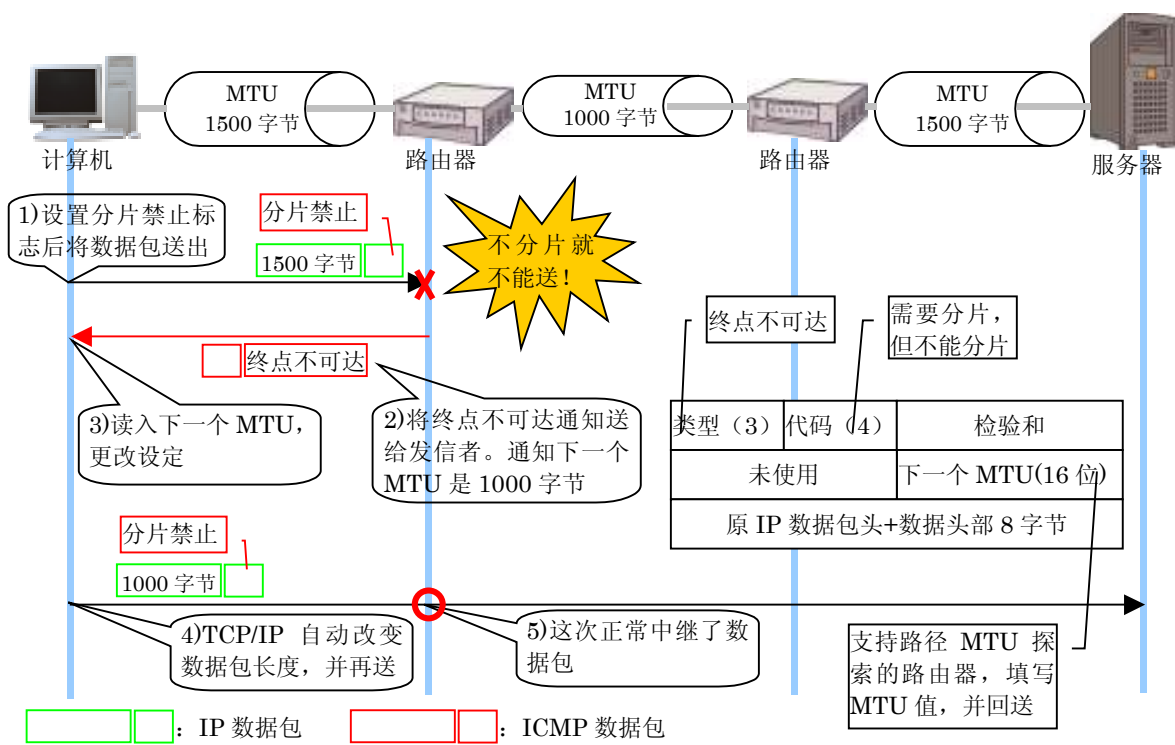 MTU
1500 字节
MTU
1000 字节
MTU
1500 字节
计算机
路由器
路由器
服务器
1)设置分片禁止标
志后将数据包送出
分片禁止
1500 字节
不分片就
不能送！
终点不可达
3)读入下一个 MTU，
更改设定
2)将终点不可达通知送
给发信者。通知下一个
MTU 是 1000 字节
终点不可达
需要分片，
但不能分片
类型（3） 代码（4） 检验和
未使用 下一个 MTU(16 位)
原 IP 数据包头+数据头部 8 字节
分片禁止
1000 字节
4)TCP/IP 自动改变
数据包长度，并再送
5)这次正常中继了数
据包
支持路径 MTU 探
索的路由器，填写
MTU 值，并回送
：IP 数据包 ：ICMP 数据包